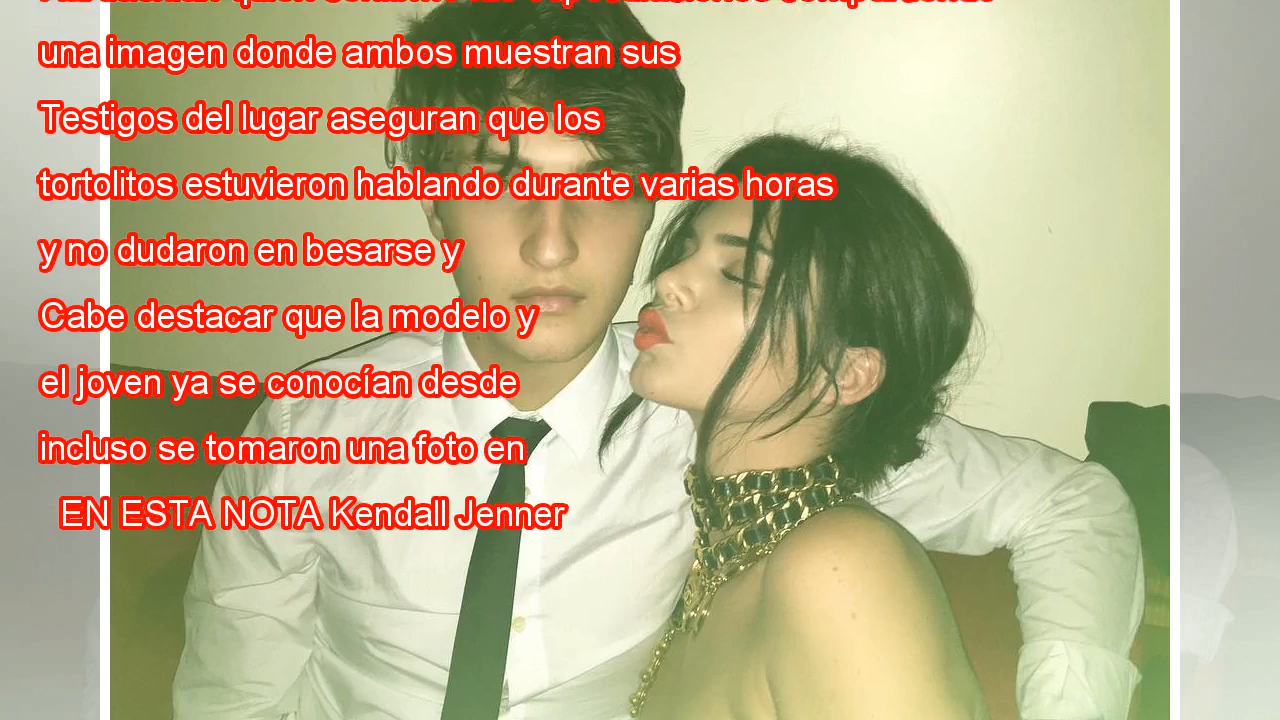 una imagen donde ambos muestran sus
Testigos del lugar aseguran que los
tortolitos estuvieron hablando durante varias horas
y no dudaron en besarse y
Cabe destacar que la modelo y
el joven ya se conocían desde
incluso se tomaron una foto en
EN ESTA NOTA Kendall Jenner